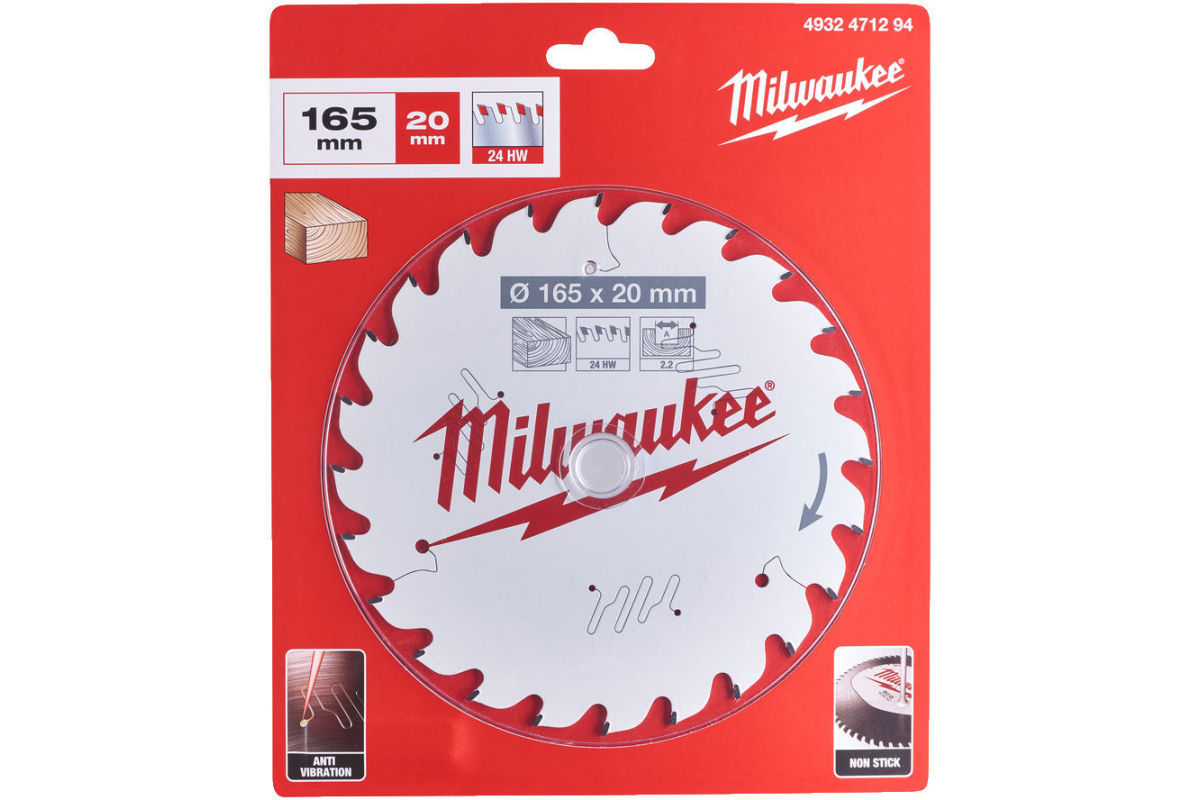 4932 4712 94
Milwaukee®
165
mm
20
mm
24 HW
Ø 165 x 20 mm
A
24 HW
2.2
Milwaukee®
ANTI
VIBRATION
NON STICK